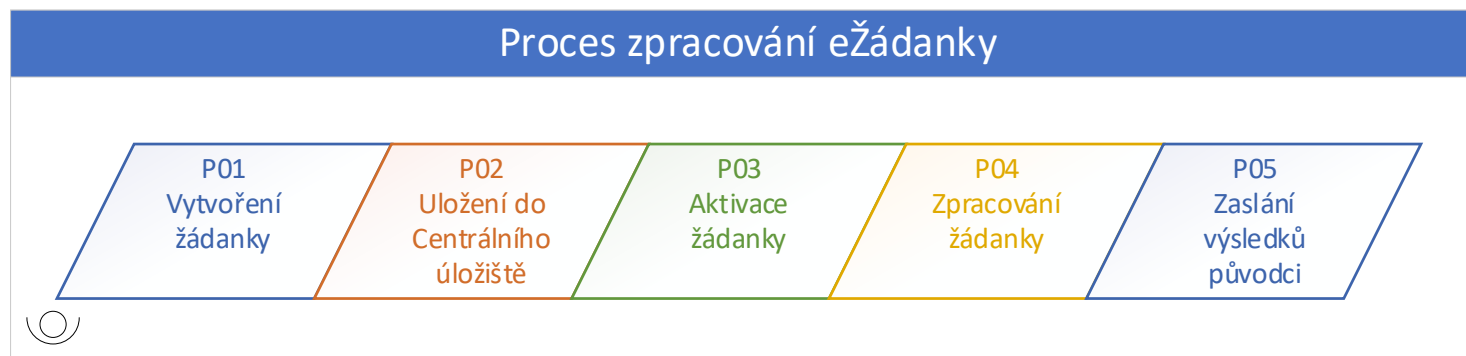 Proces zpracování eŽádanky
P01
Vytvoření
žádanky
P02
Uložení do
Centrálního
úložiště
P03
Aktivace
žádanky
P04
Zpracování
žádanky
P05
Zaslání
výsledků
původci